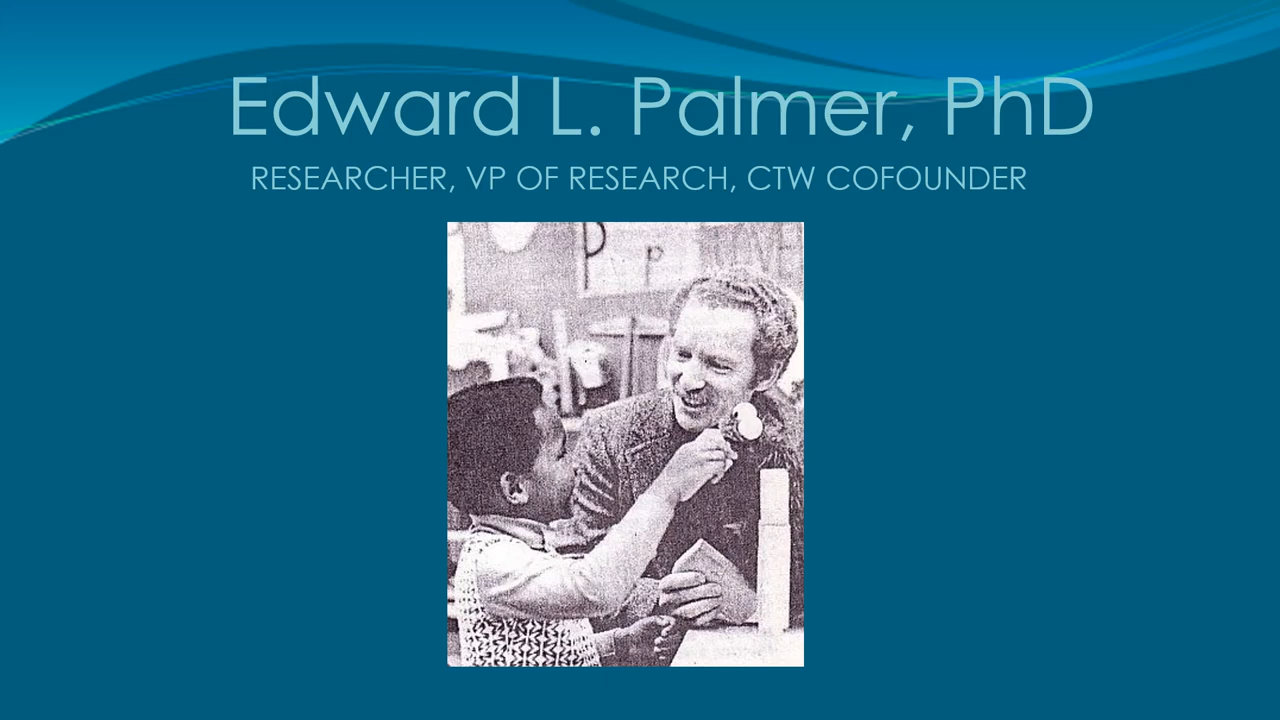 Edward L. Palmer, PhD
RESEARCHER, VP OF RESEARCH, CTW COFOUNDER
P p